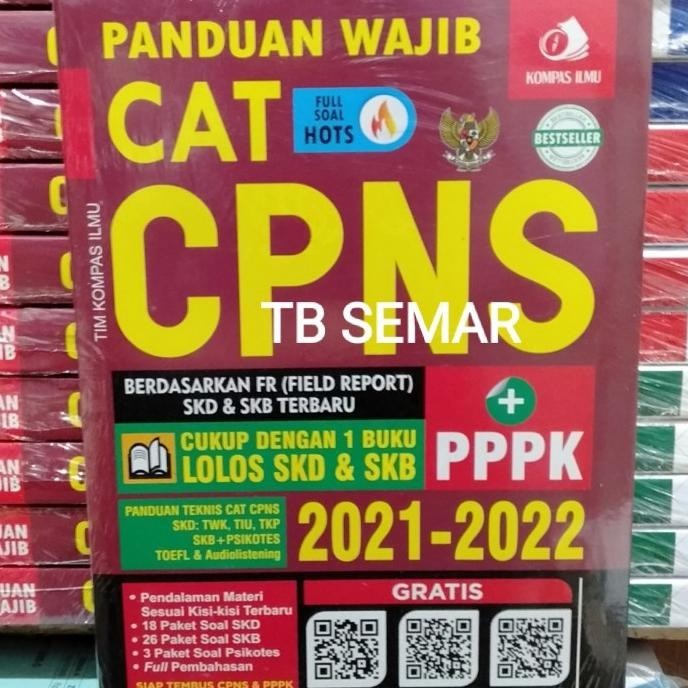 PANDUAN WAJIB
KOMPAS ILMU
CAT
FULL
SOAL
HOTS
BESTSELLER
TIM KOMPAS ILMU
CPNS
TB SEMAR
BERDASARKAN FR (FIELD REPORT)
SKD & SKB TERBARU
CUKUP DENGAN 1 BUKU
LOLOS SKD & SKB
+
PPPK
PANDUAN TEKNIS CAT CPNS
SKD: TWK, TIU, TKP
SKB+PSIKOTES
TOEFL & Audiolistening
2021-2022
• Pendalaman Materi
Sesuai Kisi-kisi Terbaru
• 18 Paket Soal SKD
• 26 Paket Soal SKB
• 3 Paket Soal Psikotes
• Full Pembahasan
SIAP TEMBUS CPNS & PPPK
GRATIS